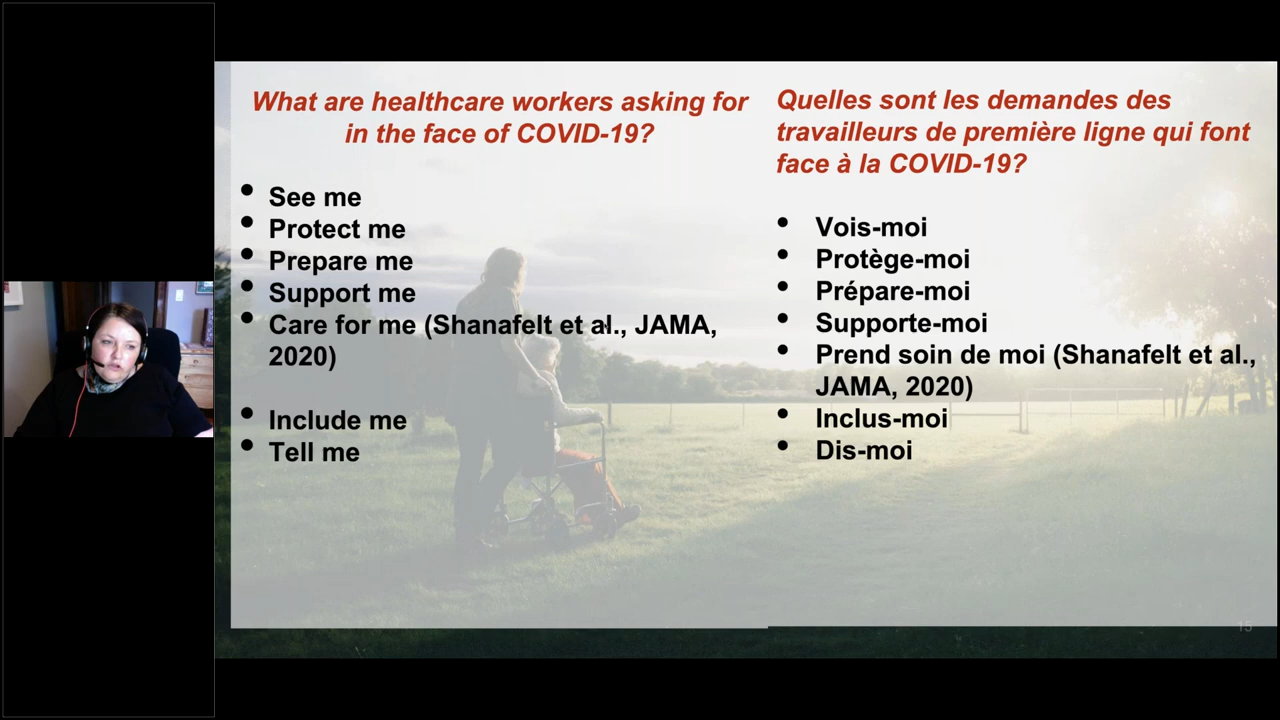 What are healthcare workers asking for
in the face of COVID-19?
• See me
• Protect me
• Prepare me
• Support me
• Care for me (Shanafelt et al., JAMA,
2020)
• Include me
• Tell me
Quelles sont les demandes des
travailleurs de première ligne qui font
face à la COVID-19?
• Vois-moi
• Protège-moi
• Prépare-moi
• Supporte-moi
• Prend soin de moi (Shanafelt et al.,
JAMA, 2020)
• Inclus-moi
• Dis-moi
15